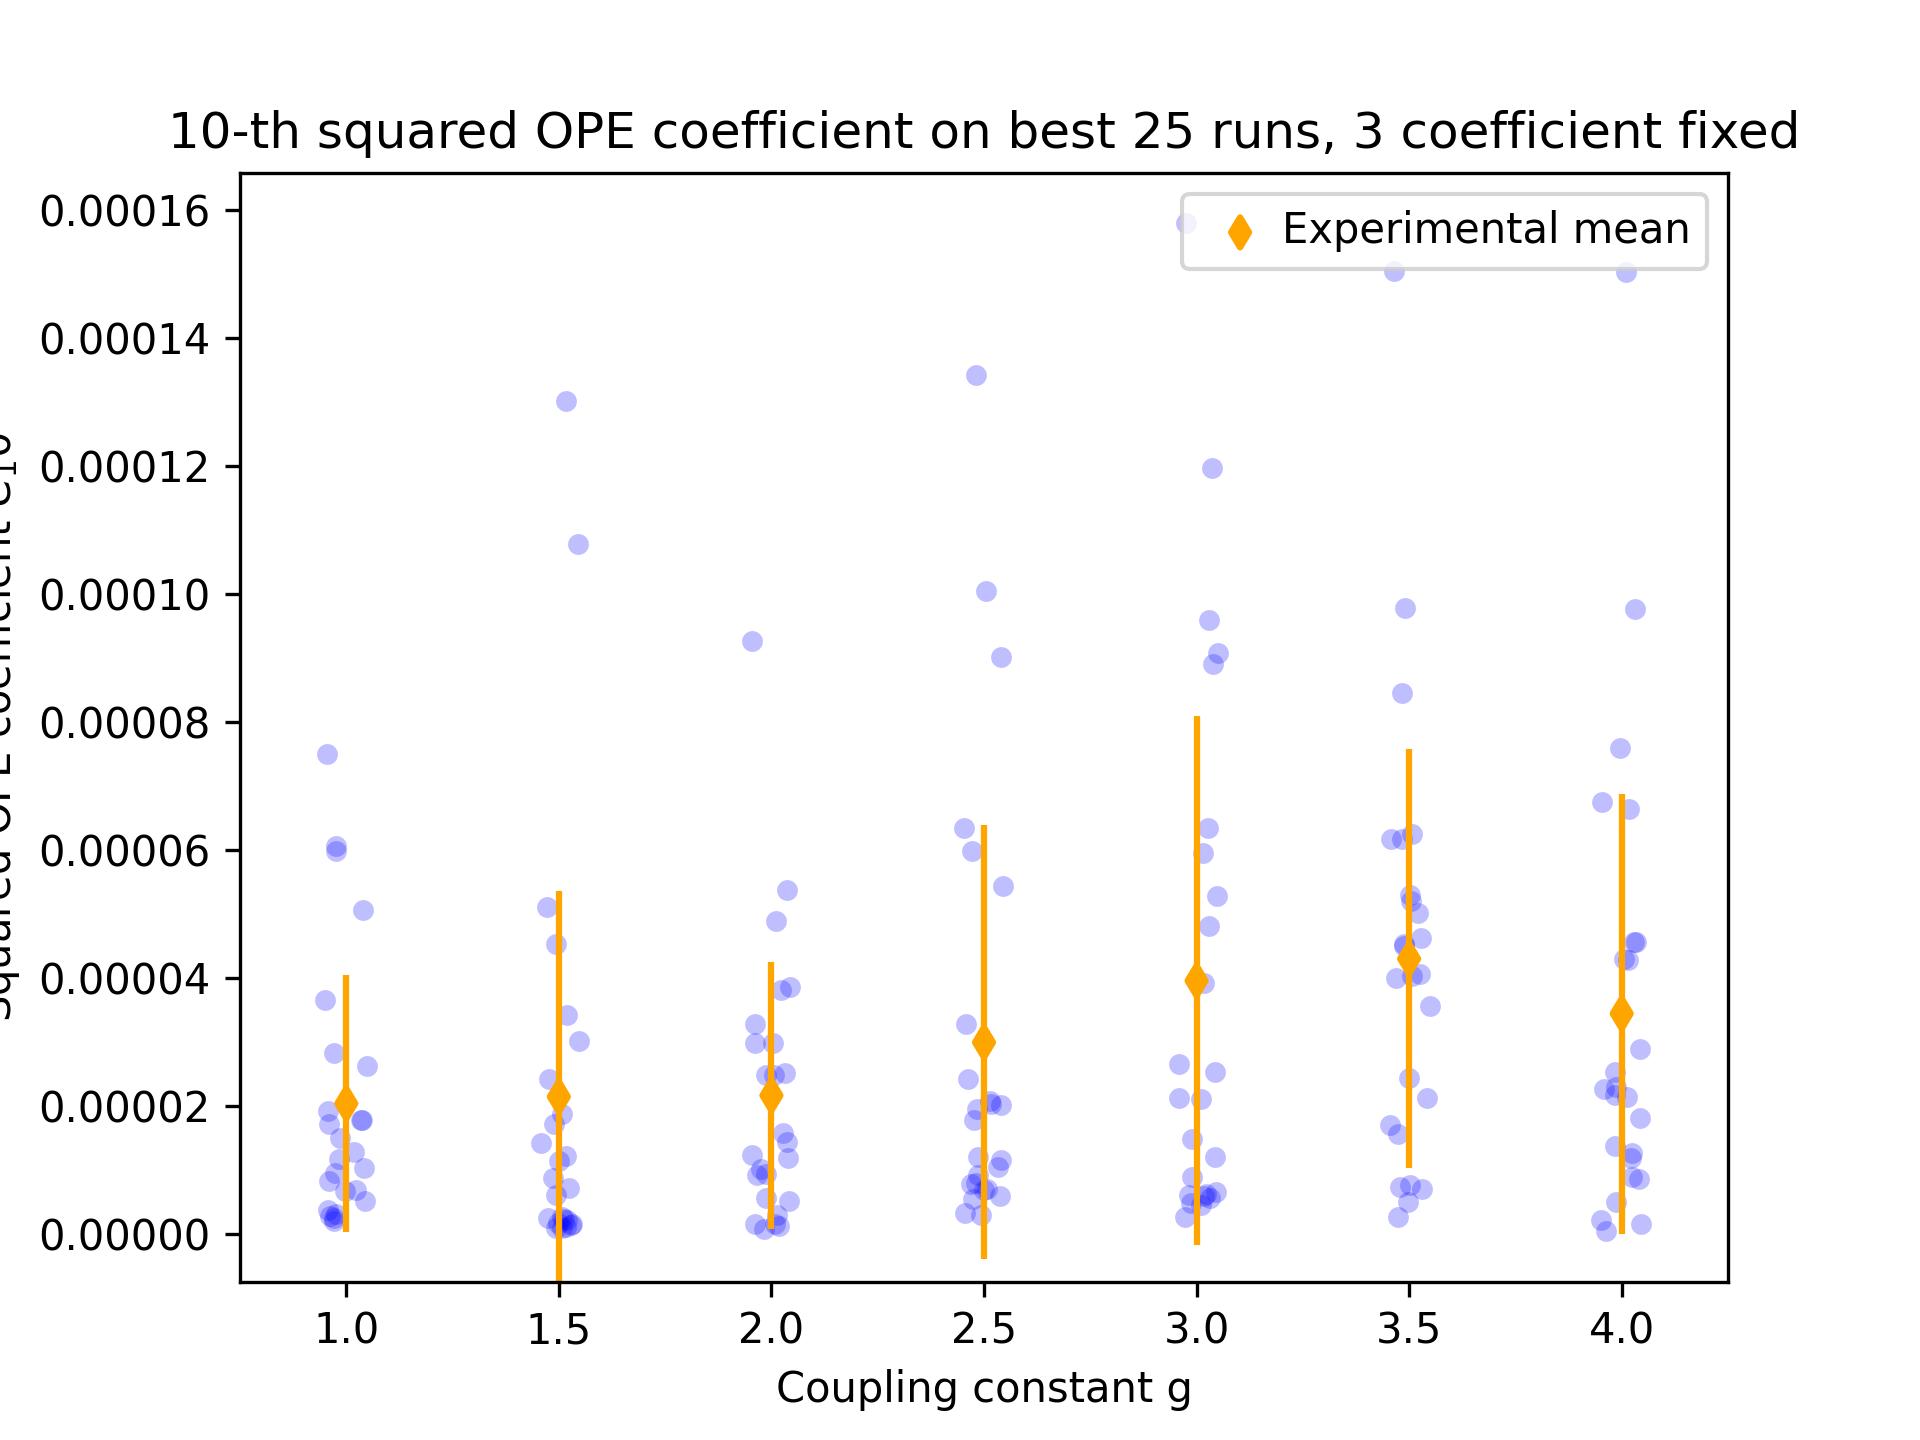 10-th squared OPE coefficient on best 25 runs, 3 coefficient fixed
Experimental mean
0.00016
0.00014
0.00012
0.00010
0.00008
0.00006
0.00004
0.00002
0.00000
1.0 1.5 2.0 2.5 3.0 3.5 4.0
Coupling constant g